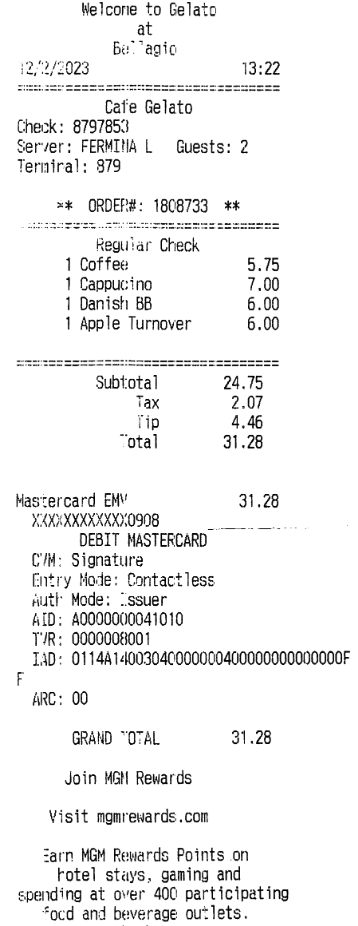 Welcome to Gelato
at
Bellagio
12/2/2023 13:22
Cafe Gelato
Check: 8797853
Server: FERMINA L Guests: 2
Terminal: 879
** ORDER#: 1808733 **
Regular Check
1 Coffee 5.75
1 Cappucino 7.00
1 Danish BB 6.00
1 Apple Turnover 6.00
Subtotal 24.75
Tax 2.07
Tip 4.46
Total 31.28
Mastercard EMV 31.28
XXXXXXXXXXXX0908
DEBIT MASTERCARD
CVM: Signature
Entry Mode: Contactless
Auth Mode: Issuer
AID: A0000000041010
TVR: 0000008001
IAD: 0114A14003040000000400000000000000F
F
ARC: 00
GRAND TOTAL 31.28
Join MGM Rewards
Visit mgmrewards.com
Earn MGM Rewards Points on
hotel stays, gaming and
spending at over 400 participating
food and beverage outlets.